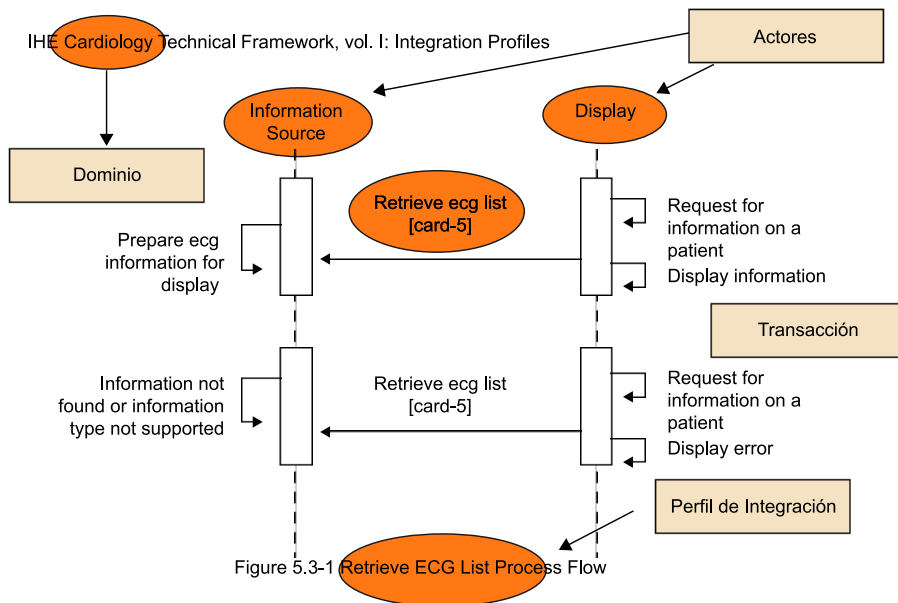 IHE Cardiology Technical Framework, vol. I: Integration Profiles
Actores
Information
Source
Display
Dominio
Retrieve ecg list
[card-5]
Prepare ecg
information for
display
Request for
information on a
patient
Display information
Transacción
Information not
found or information
type not supported
Retrieve ecg list
[card-5]
Request for
information on a
patient
Display error
Perfil de Integración
Figure 5.3-1 Retrieve ECG List Process Flow